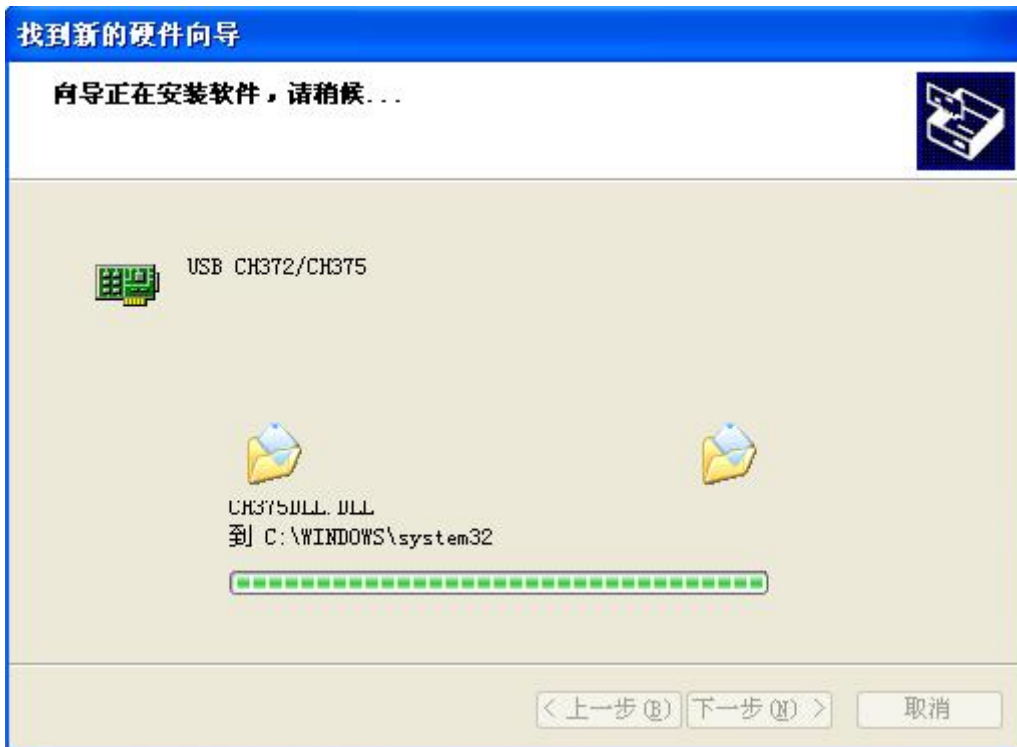 找到新的硬件向导
向导正在安装软件，请稍候...
USB CH372/CH375
CH375DLL.DLL
到 C:\WINDOWS\system32
< 上一步(B) 下一步(N) > 取消